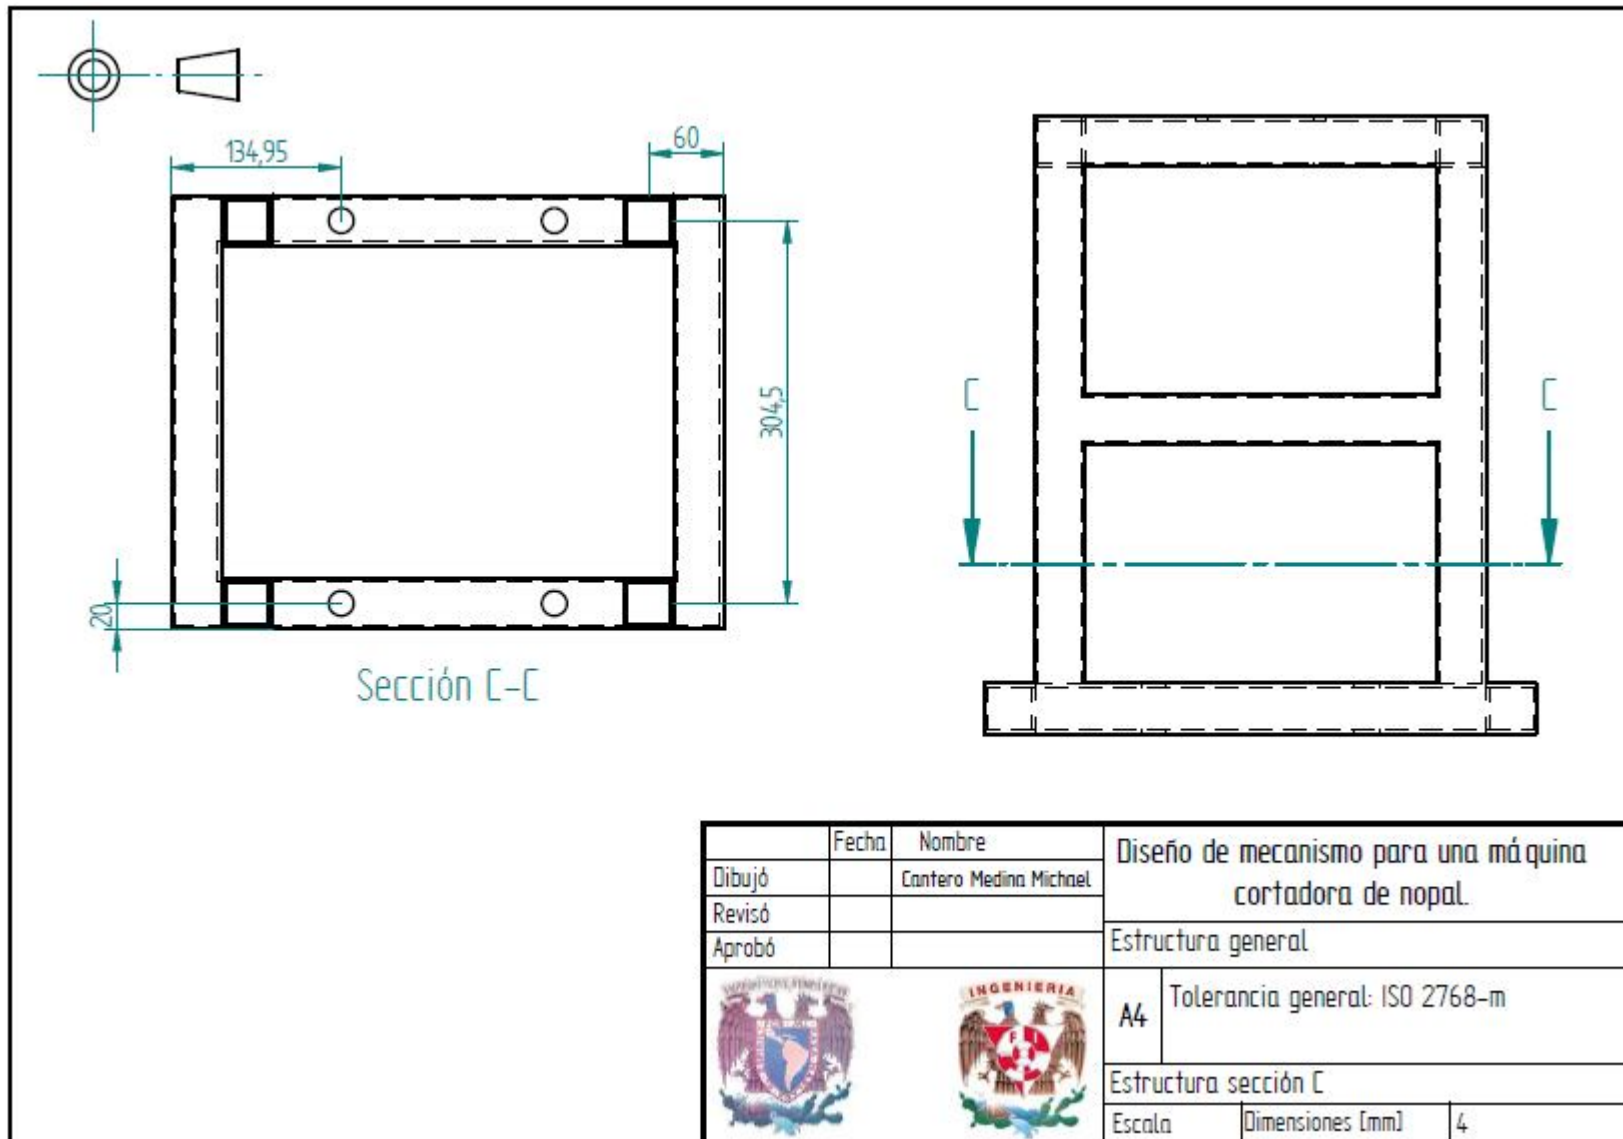 134,95
60
304,5
20
Sección C-C
C
C
Fecha
Nombre
Dibujó
Cantero Medina Michael
Revisó
Aprobó
Diseño de mecanismo para una máquina
cortadora de nopal.
Estructura general
A4
Tolerancia general: ISO 2768-m
Estructura sección C
Escala
Dimensiones [mm]
4
INGENIERIA